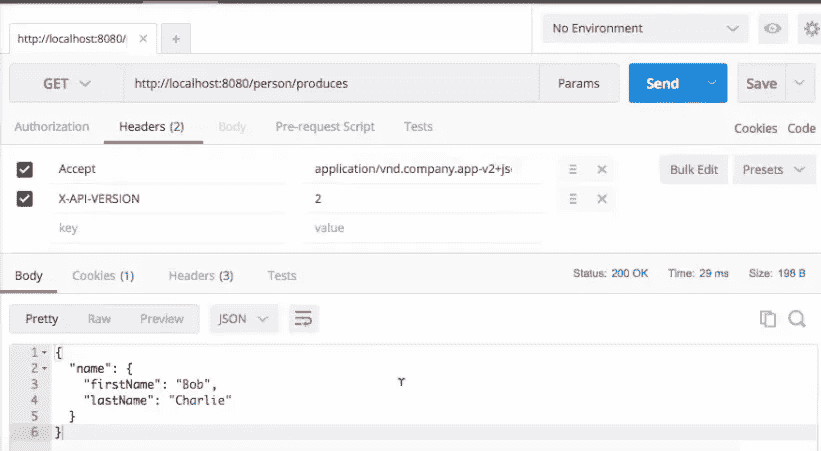 http://localhost:8080/
No Environment
GET http://localhost:8080/person/produces Params Send Save
Authorization Headers (2) Body Pre-request Script Tests Cookies Code
Accept application/vnd.company.app-v2+js Bulk Edit Presets
X-API-VERSION 2
key value
Body Cookies (1) Headers (3) Tests Status: 200 OK Time: 29 ms Size: 198 B
Pretty Raw Preview JSON
1 {
2 "name": {
3 "firstName": "Bob",
4 "lastName": "Charlie"
5 }
6 }